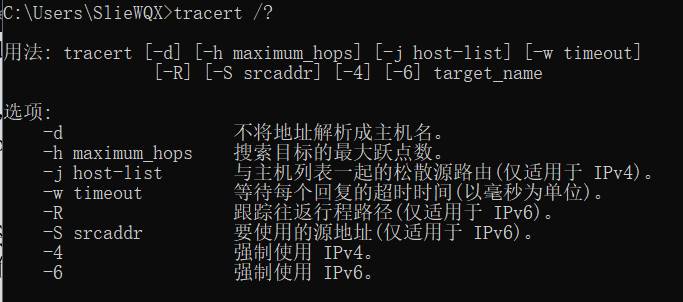 C:\Users\SlieWQX>tracert /?
用法: tracert [-d] [-h maximum_hops] [-j host-list] [-w timeout]
[-R] [-S srcaddr] [-4] [-6] target_name
选项:
-d 不将地址解析成主机名。
-h maximum_hops 搜索目标的最大跃点数。
-j host-list 与主机列表一起的松散源路由(仅适用于 IPv4)。
-w timeout 等待每个回复的超时时间(以毫秒为单位)。
-R 跟踪往返行程路径(仅适用于 IPv6)。
-S srcaddr 要使用的源地址(仅适用于 IPv6)。
-4 强制使用 IPv4。
-6 强制使用 IPv6。